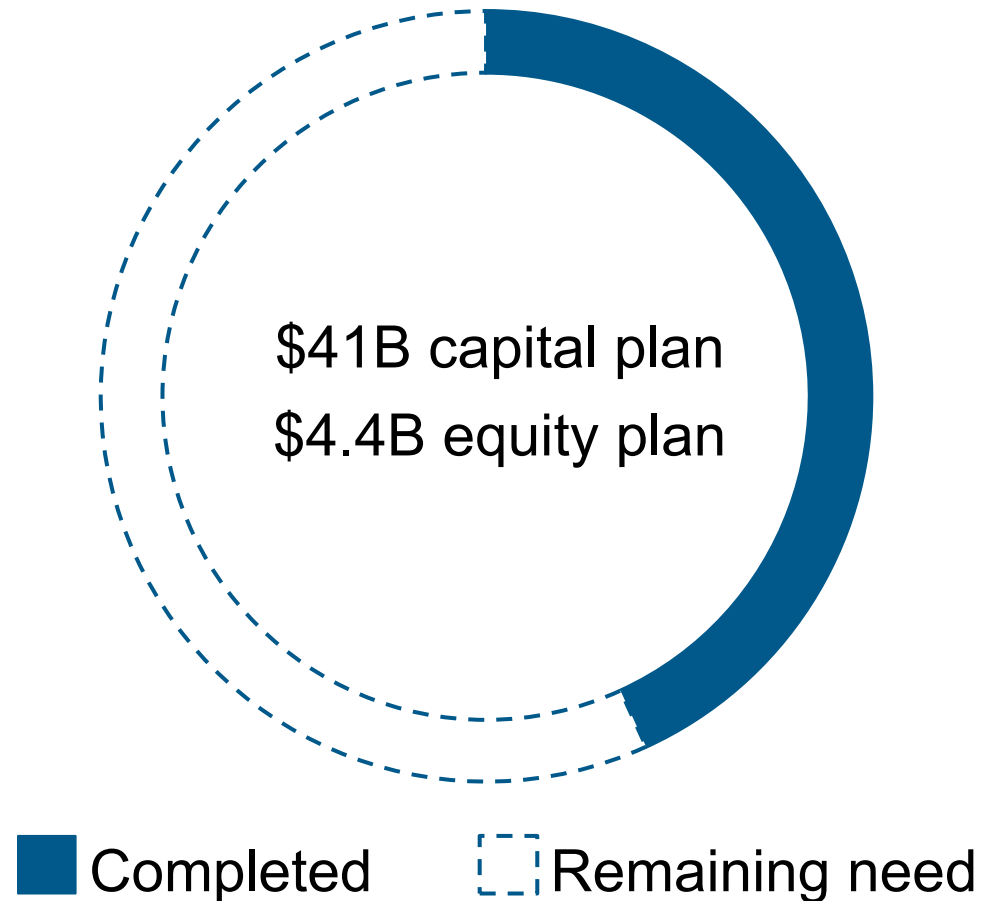 $41B capital plan
$4.4B equity plan
Completed
Remaining need